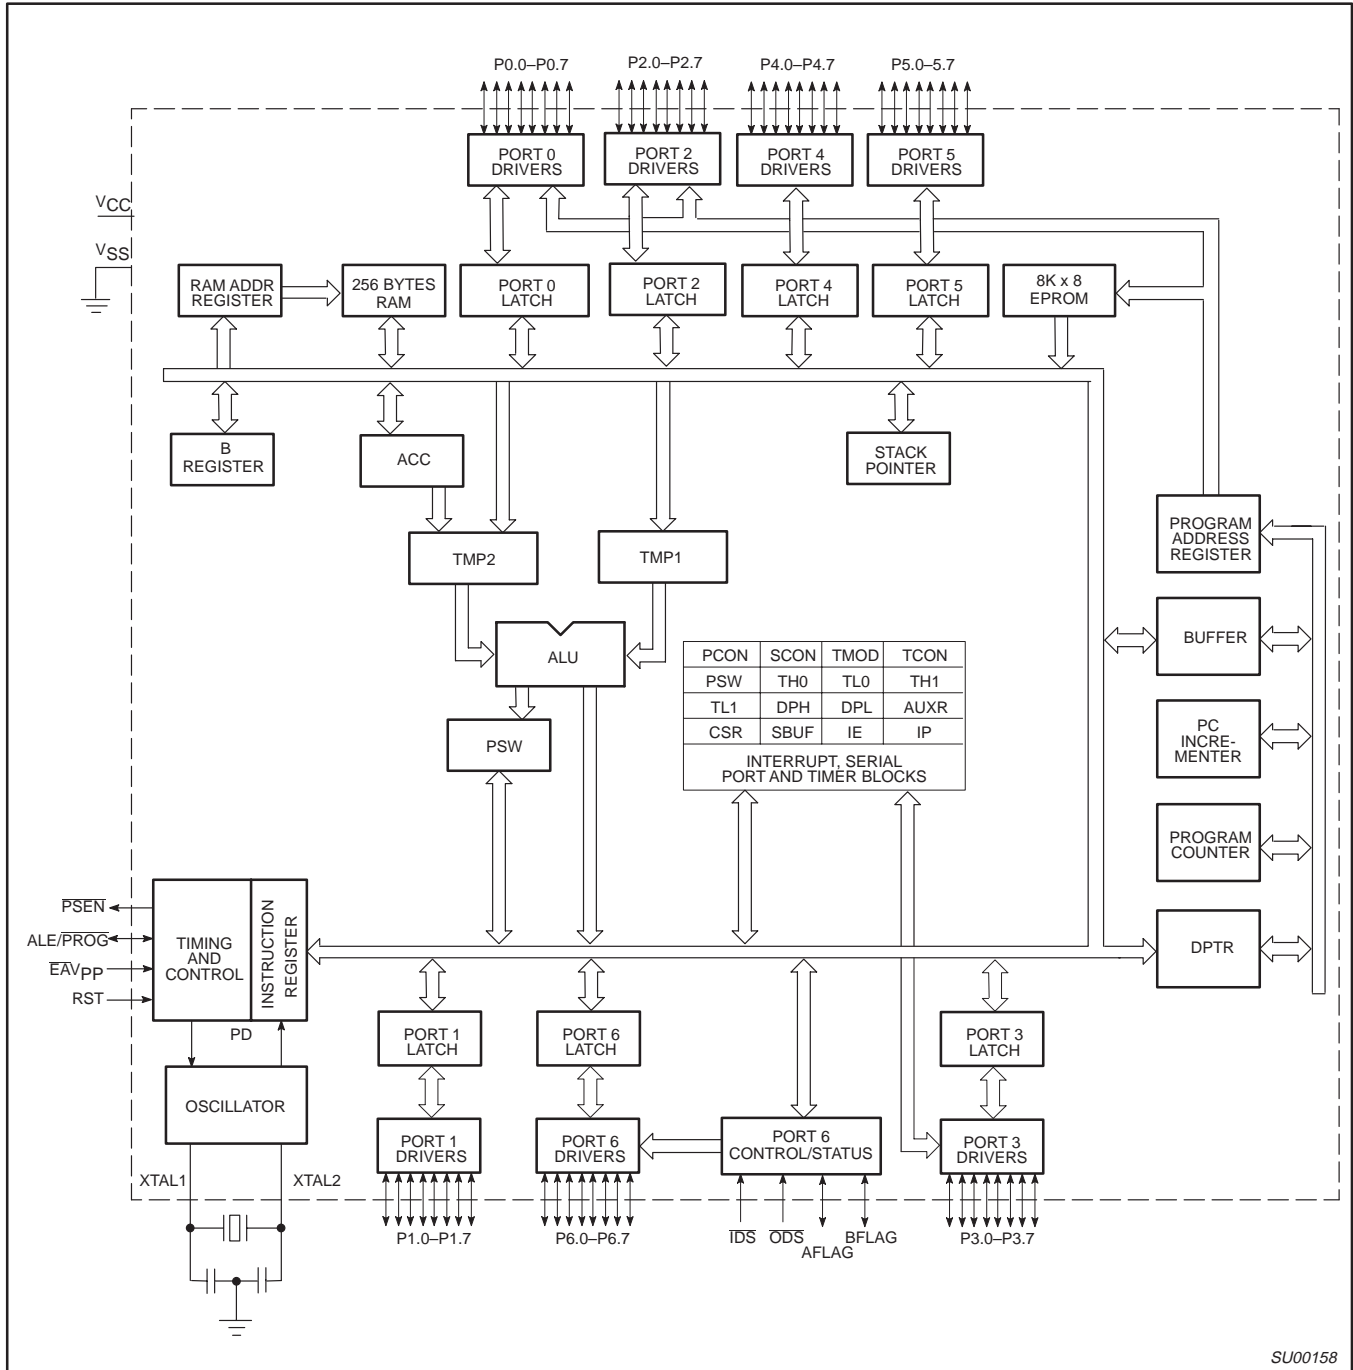 P0.0–P0.7
P2.0–P2.7
P4.0–P4.7
P5.0–5.7
PORT 0
DRIVERS
PORT 2
DRIVERS
PORT 4
DRIVERS
PORT 5
DRIVERS
VCC
VSS
RAM ADDR
REGISTER
256 BYTES
RAM
PORT 0
LATCH
PORT 2
LATCH
PORT 4
LATCH
PORT 5
LATCH
8K x 8
EPROM
B
REGISTER
ACC
STACK
POINTER
PROGRAM
ADDRESS
REGISTER
TMP2
TMP1
BUFFER
ALU
PCON SCON TMOD TCON
PSW TH0 TL0 TH1
TL1 DPH DPL AUXR
CSR SBUF IE IP
INTERRUPT, SERIAL
PORT AND TIMER BLOCKS
PSW
PC
INCRE-
MENTER
PROGRAM
COUNTER
PSEN
ALE/PROG
EAVPP
RST
TIMING
AND
CONTROL
INSTRUCTION
REGISTER
DPTR
PD
PORT 1
LATCH
PORT 6
LATCH
PORT 3
LATCH
OSCILLATOR
PORT 1
DRIVERS
PORT 6
DRIVERS
PORT 6
CONTROL/STATUS
PORT 3
DRIVERS
XTAL1
XTAL2
P1.0–P1.7
P6.0–P6.7
IDS
ODS
AFLAG
BFLAG
P3.0–P3.7
SU00158